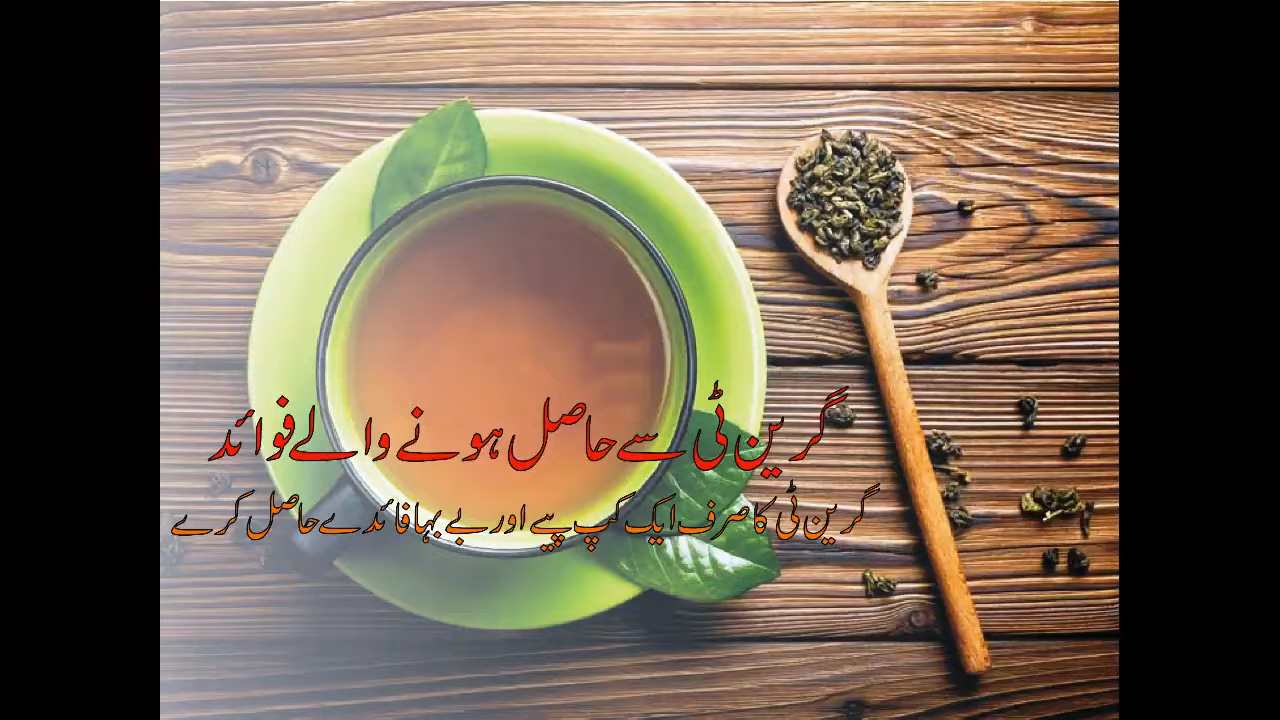 گرین ٹی سے حاصل ہونے والے فوائد
گرین ٹی کا صرف ایک کپ پیے اور بے بہا فائدے حاصل کرے